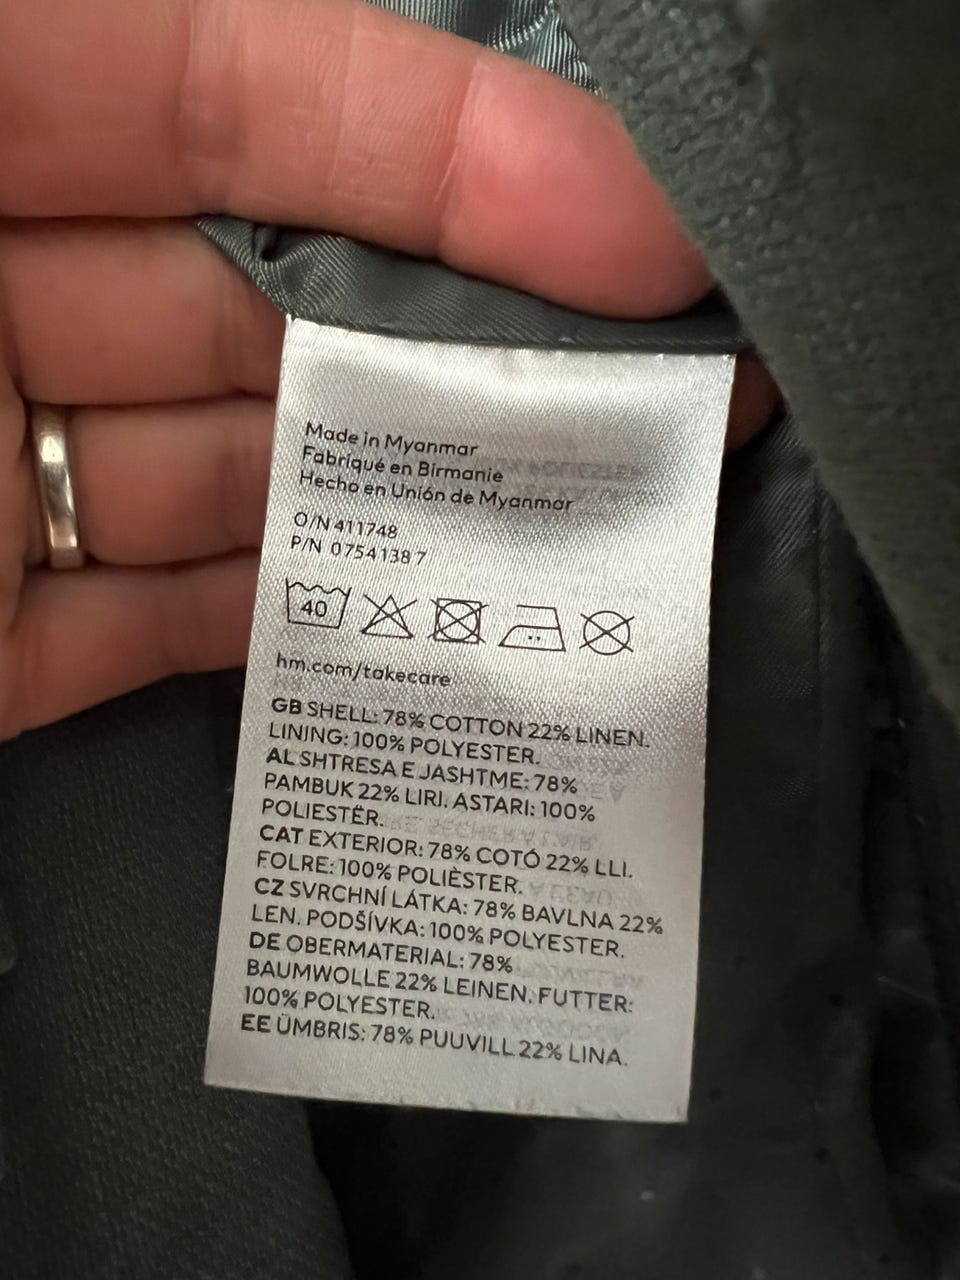 Made in Myanmar
Fabriqué en Birmanie
Hecho en Unión de Myanmar
O/N 411748
P/N 07541387
40
hm.com/takecare
GB SHELL: 78% COTTON 22% LINEN.
LINING: 100% POLYESTER.
AL SHTRESA E JASHTME: 78%
PAMBUK 22% LIRI. ASTARI: 100%
POLIESTËR.
CAT EXTERIOR: 78% COTÓ 22% LLI.
FOLRE: 100% POLIÈSTER.
CZ SVRCHNÍ LÁTKA: 78% BAVLNA 22%
LEN. PODŠÍVKA: 100% POLYESTER.
DE OBERMATERIAL: 78%
BAUMWOLLE 22% LEINEN. FUTTER:
100% POLYESTER.
EE ÜMBRIS: 78% PUUVILL 22% LINA.